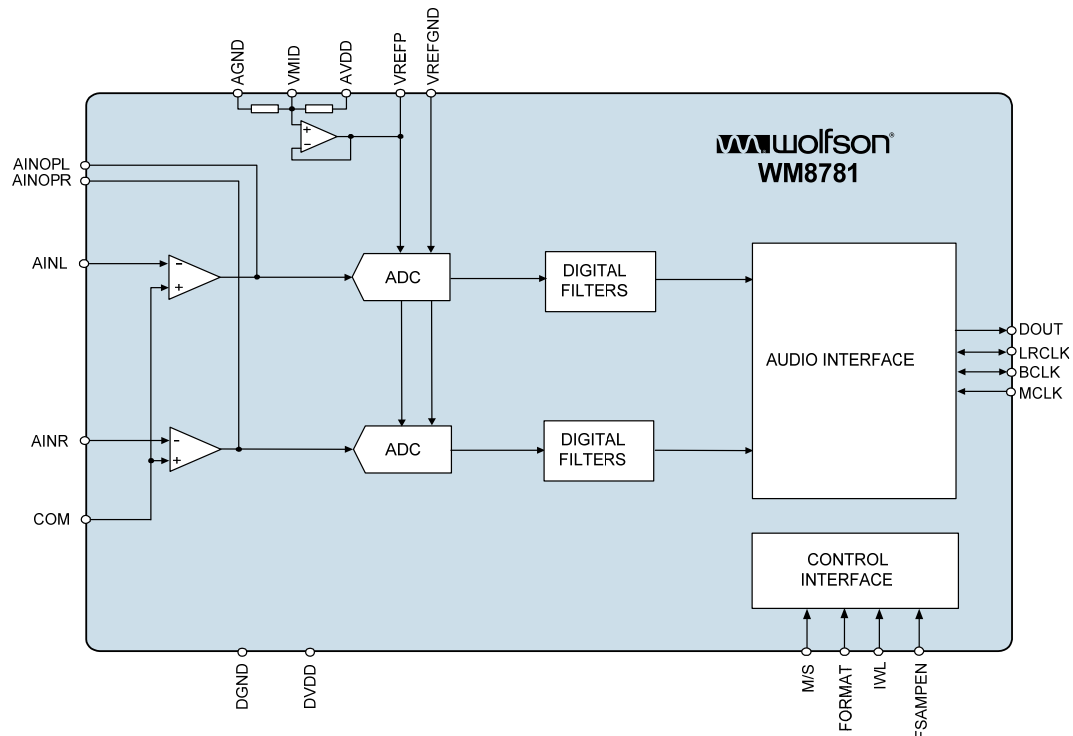 AGND
VMID
AVDD
VREFP
VREFGND
wolfson®
WM8781
AINOPL
AINOPR
+
-
AINL
-
+
ADC
DIGITAL
FILTERS
AUDIO INTERFACE
DOUT
LRCLK
BCLK
MCLK
AINR
-
+
ADC
DIGITAL
FILTERS
COM
CONTROL
INTERFACE
DGND
DVDD
M/S
FORMAT
IWL
FSAMPEN